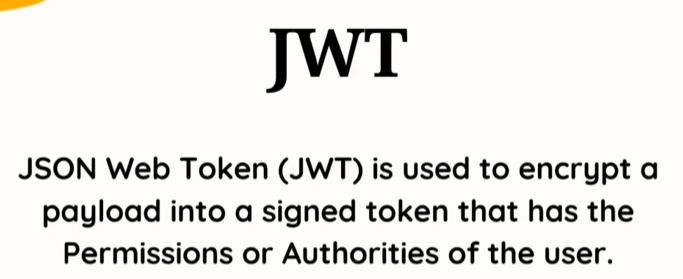 JWT
JSON Web Token (JWT) is used to encrypt a
payload into a signed token that has the
Permissions or Authorities of the user.